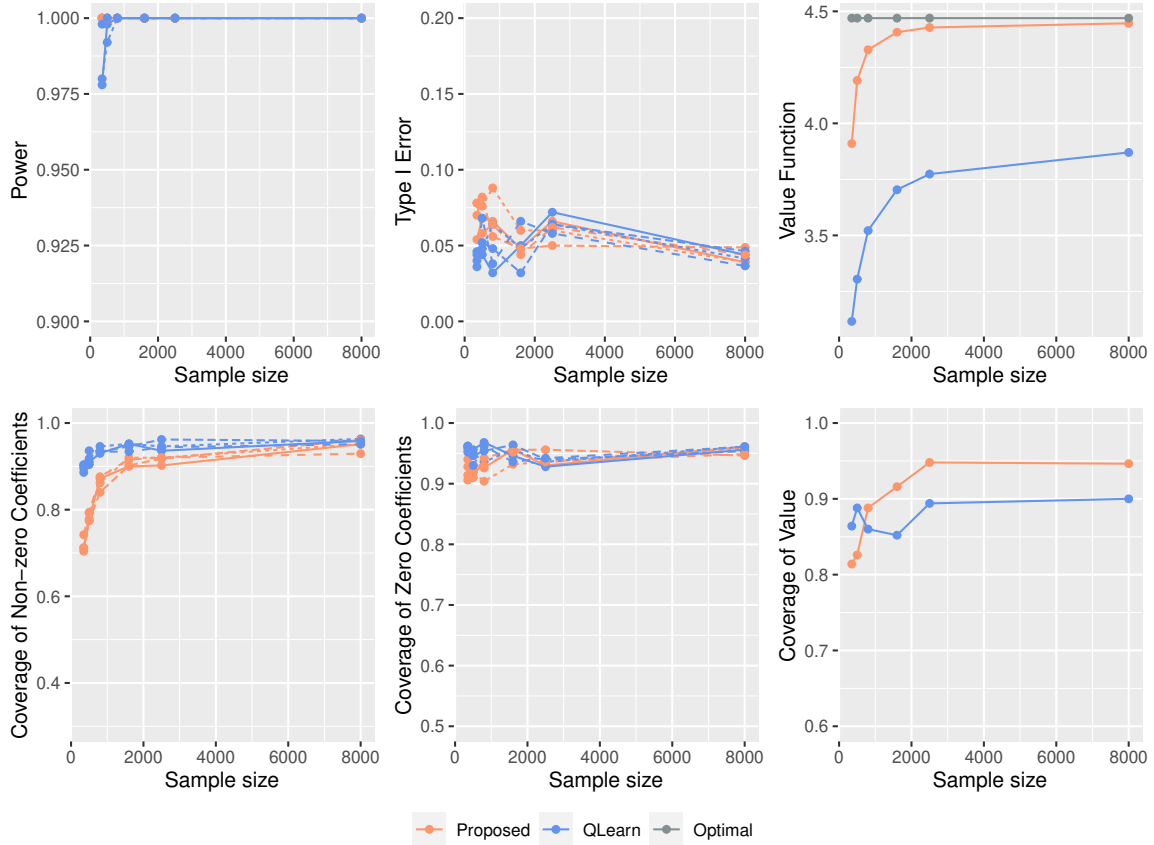 Power
1.000
0.975
0.950
0.925
0.900
0 2000 4000 6000 8000
Sample size
Type I Error
0.20
0.15
0.10
0.05
0.00
0 2000 4000 6000 8000
Sample size
Value Function
4.5
4.0
3.5
0 2000 4000 6000 8000
Sample size
Coverage of Non−zero Coefficients
1.0
0.8
0.6
0.4
0 2000 4000 6000 8000
Sample size
Coverage of Zero Coefficients
1.0
0.9
0.8
0.7
0.6
0.5
0 2000 4000 6000 8000
Sample size
Coverage of Value
1.0
0.9
0.8
0.7
0.6
0 2000 4000 6000 8000
Sample size
Proposed QLearn Optimal